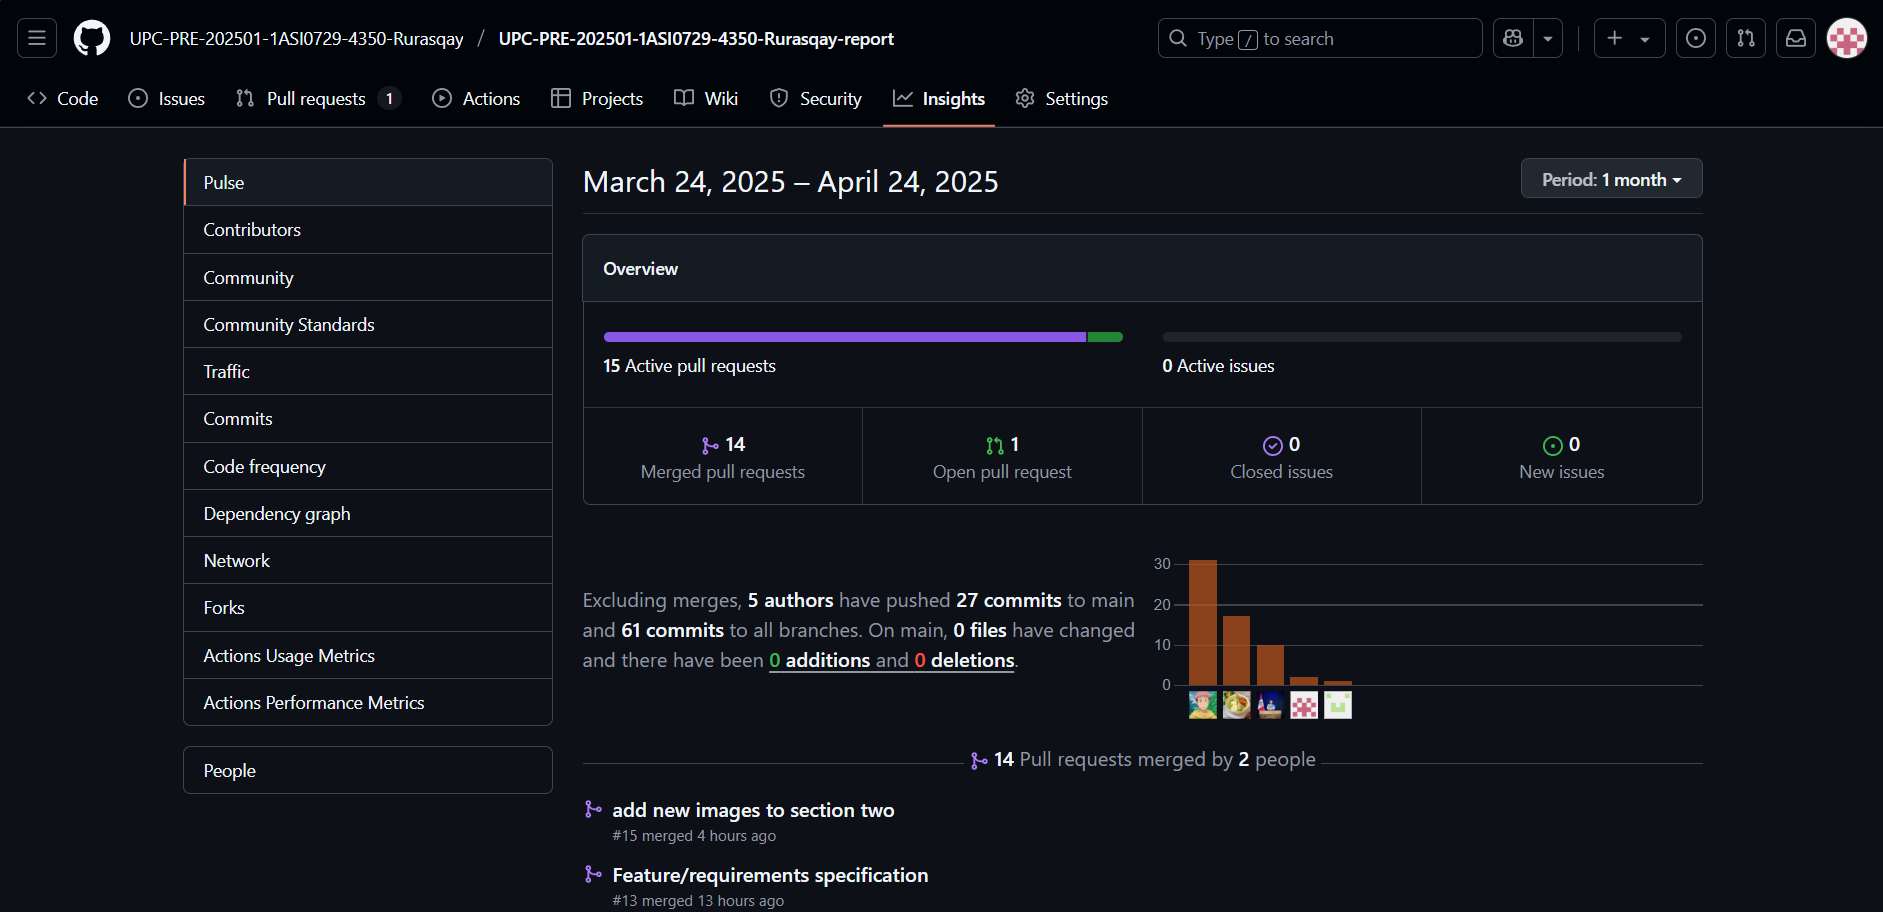 UPC-PRE-202501-1ASI0729-4350-Rurasqay / UPC-PRE-202501-1ASI0729-4350-Rurasqay-report
Type / to search
Code
Issues
Pull requests 1
Actions
Projects
Wiki
Security
Insights
Settings
Pulse
Contributors
Community
Community Standards
Traffic
Commits
Code frequency
Dependency graph
Network
Forks
Actions Usage Metrics
Actions Performance Metrics
People
March 24, 2025 – April 24, 2025
Period: 1 month
Overview
15 Active pull requests
0 Active issues
14
Merged pull requests
1
Open pull request
0
Closed issues
0
New issues
Excluding merges, 5 authors have pushed 27 commits to main
and 61 commits to all branches. On main, 0 files have changed
and there have been 0 additions and 0 deletions.
30
20
10
0
14 Pull requests merged by 2 people
add new images to section two
#15 merged 4 hours ago
Feature/requirements specification
#13 merged 13 hours ago